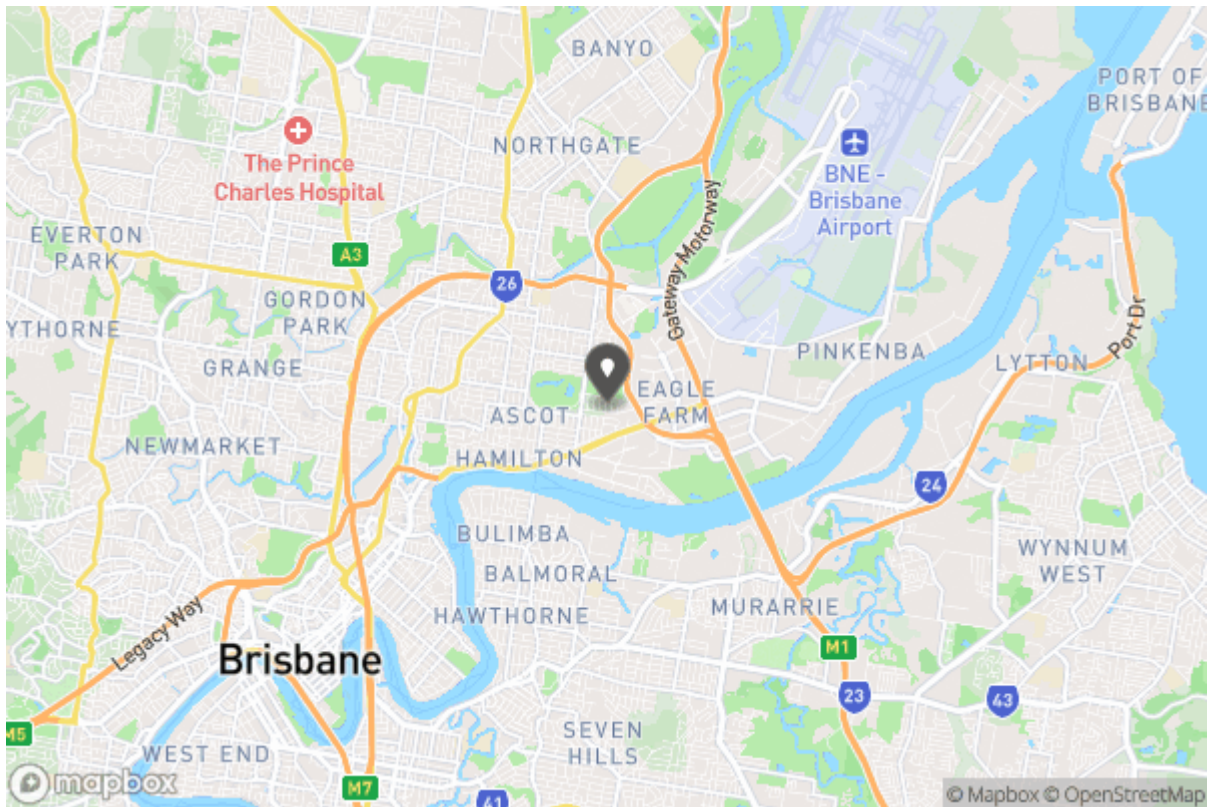 BANYO
PORT OF
BRISBANE
NORTHGATE
The Prince
Charles Hospital
BNE -
Brisbane
Airport
EVERTON
PARK
A3
26
GORDON
PARK
Gateway Motorway
YTHORNE
GRANGE
PINKENBA
LYTTON
Port Dr
EAGLE
FARM
ASCOT
NEWMARKET
HAMILTON
24
BULIMBA
BALMORAL
WYNNUM
WEST
HAWTHORNE
MURARRIE
Legacy Way
Brisbane
M1
23
43
M5
WEST END
SEVEN
HILLS
M7
41
mapbox
© Mapbox © OpenStreetMap